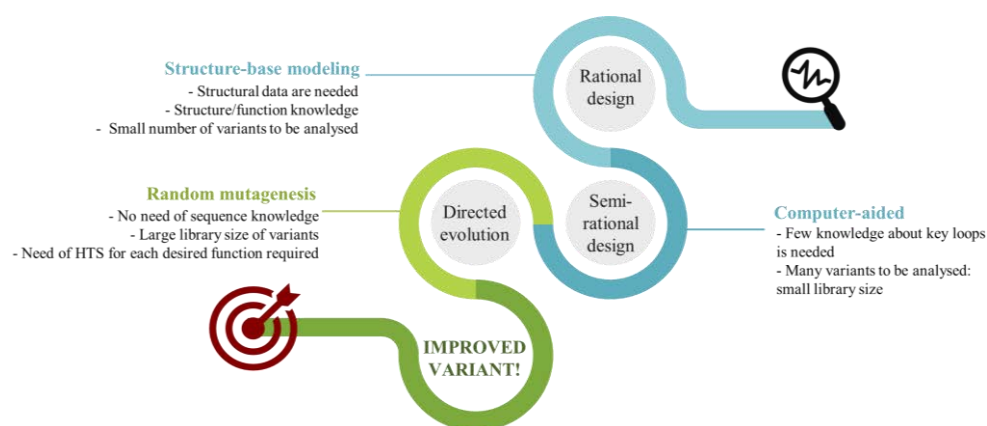 Structure-base modeling
- Structural data are needed
- Structure/function knowledge
- Small number of variants to be analysed
Rational
design
Random mutagenesis
- No need of sequence knowledge
- Large library size of variants
- Need of HTS for each desired function required
Directed
evolution
Semi-
rational
design
Computer-aided
- Few knowledge about key loops
is needed
- Many variants to be analysed:
small library size
IMPROVED
VARIANT!